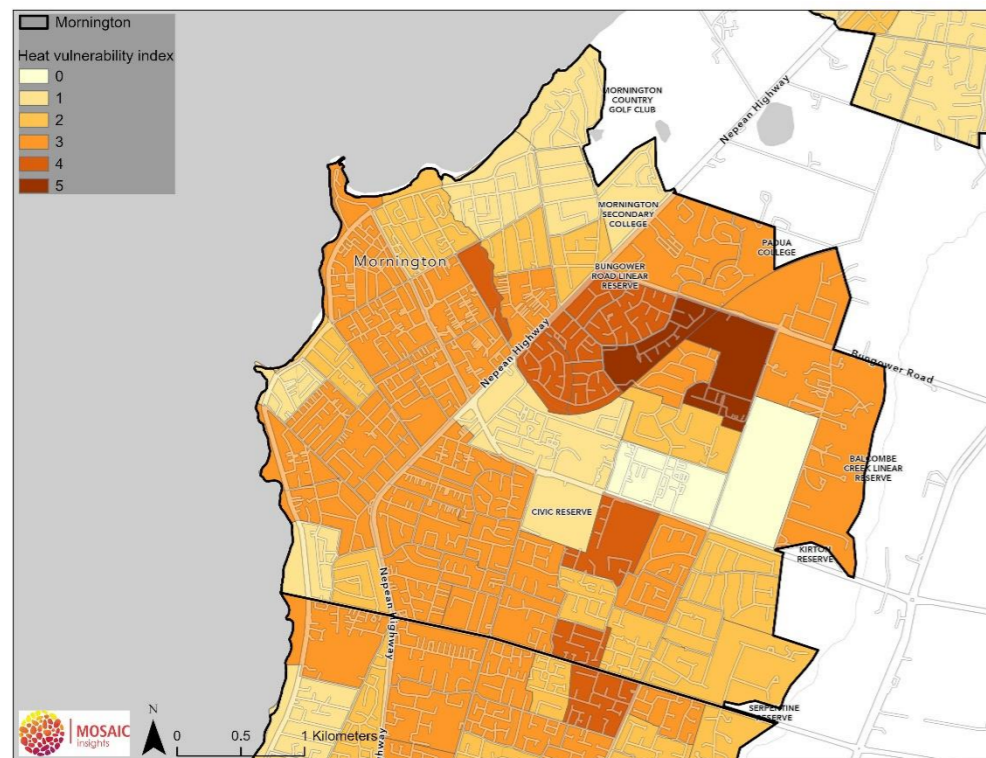 Mornington
Heat vulnerability index
0
1
2
3
4
5
MORNINGTON
COUNTRY
GOLF CLUB
Nepean Highway
MORNINGTON
SECONDARY
COLLEGE
PADUA
COLLEGE
Mornington
BUNGOWER
ROAD LINEAR
RESERVE
Nepean Highway
Bungower Road
BALCOMBE
CREEK LINEAR
RESERVE
CIVIC RESERVE
KIRTON
RESERVE
Nepean Highway
SERPENTINE
RESERVE
MOSAIC
insights
N
0 0.5 1 Kilometers